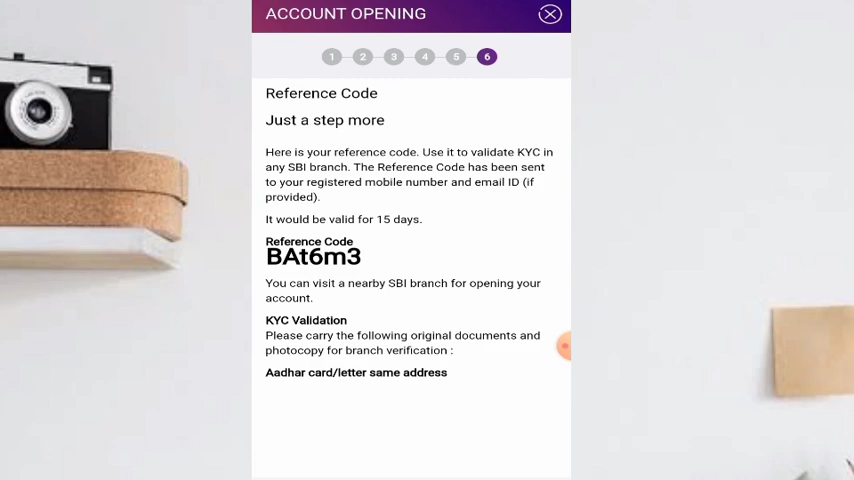 ACCOUNT OPENING
1 2 3 4 5 6
Reference Code
Just a step more
Here is your reference code. Use it to validate KYC in
any SBI branch. The Reference Code has been sent
to your registered mobile number and email ID (if
provided).
It would be valid for 15 days.
Reference Code
BAt6m3
You can visit a nearby SBI branch for opening your
account.
KYC Validation
Please carry the following original documents and
photocopy for branch verification :
Aadhar card/letter same address